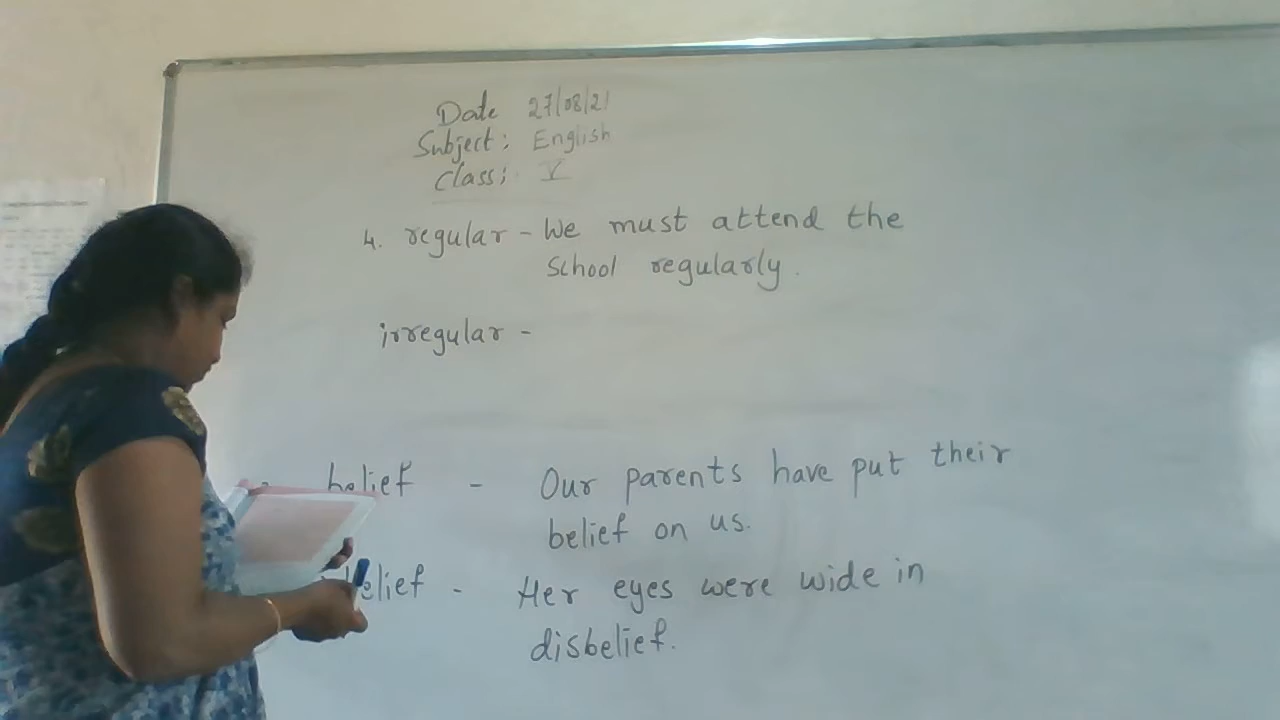 Date 27/08/21
Subject: English
Class: V
4. regular - We must attend the
school regularly.
irregular -
belief - Our parents have put their
belief on us.
belief - Her eyes were wide in
disbelief.